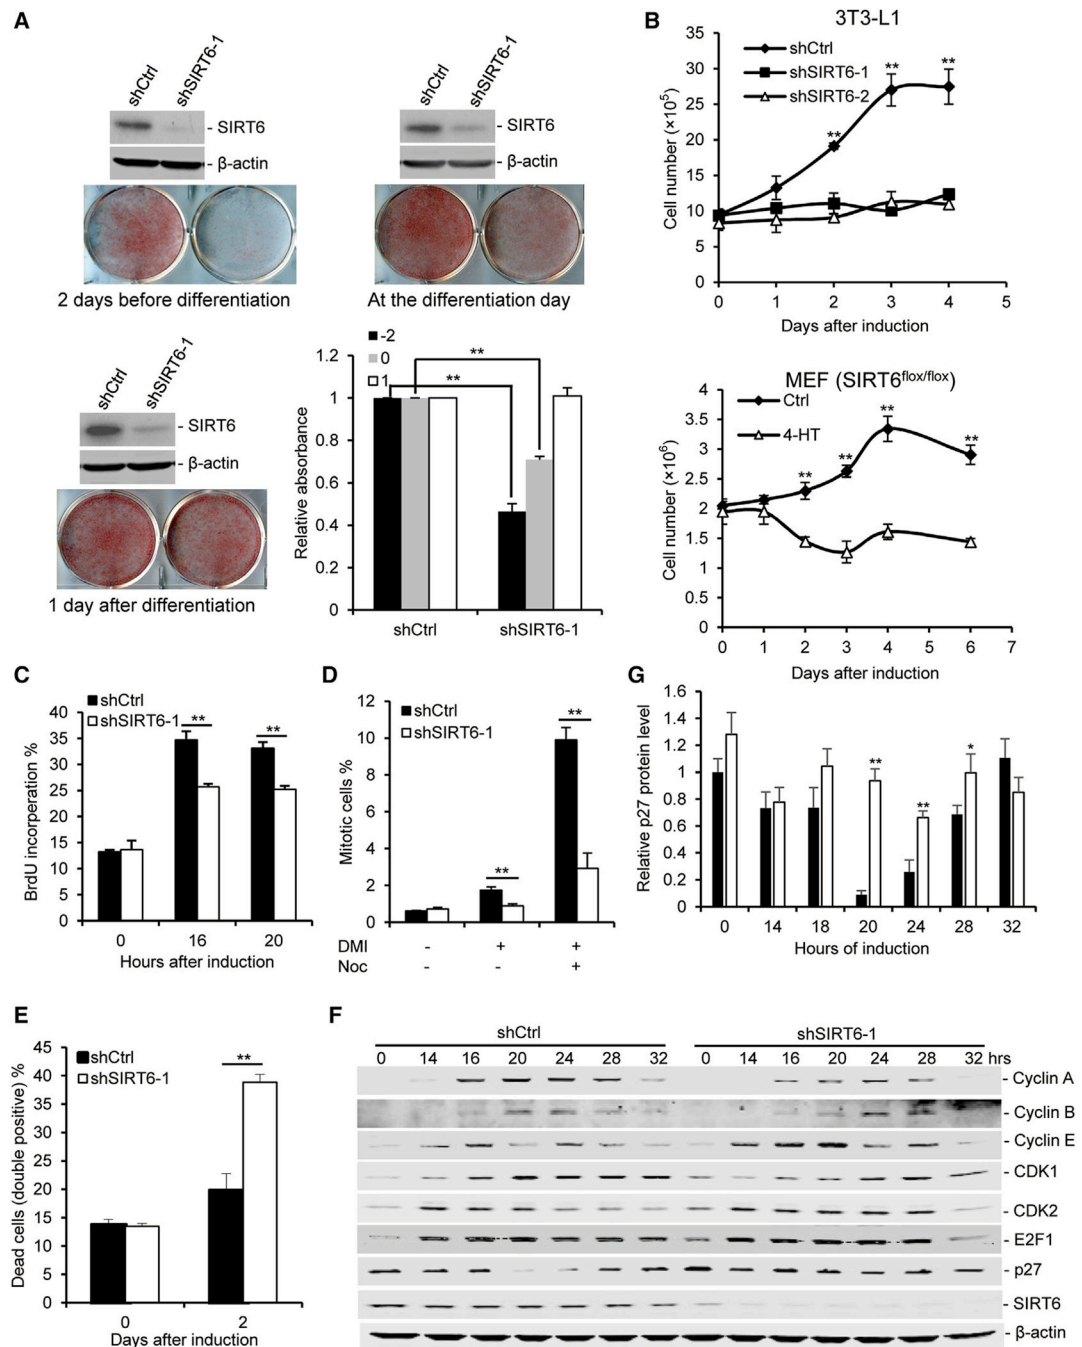 A
shCtrl
shSIRT6-1
- SIRT6
- β-actin
2 days before differentiation
shCtrl
shSIRT6-1
- SIRT6
- β-actin
At the differentiation day
shCtrl
shSIRT6-1
- SIRT6
- β-actin
1 day after differentiation
-2
0
1
**
**
Relative absorbance
1.2
1
0.8
0.6
0.4
0.2
0
shCtrl
shSIRT6-1
B
3T3-L1
shCtrl
shSIRT6-1
shSIRT6-2
** ** **
Cell number (×10⁵)
35
30
25
20
15
10
5
0
0 1 2 3 4 5
Days after induction
MEF (SIRT6flox/flox)
Ctrl
4-HT
** ** ** **
Cell number (×10⁶)
4
3.5
3
2.5
2
1.5
1
0.5
0
0 1 2 3 4 5 6 7
Days after induction
C
shCtrl
shSIRT6-1
** **
BrdU incorperation %
40
35
30
25
20
15
10
5
0
0 16 20
Hours after induction
D
shCtrl
shSIRT6-1
** **
Mitotic cells %
12
10
8
6
4
2
0
DMI - + +
Noc - - +
G
** ** *
Relative p27 protein level
1.6
1.4
1.2
1
0.8
0.6
0.4
0.2
0
0 14 18 20 24 28 32
Hours of induction
E
shCtrl
shSIRT6-1
**
Dead cells (double positive) %
45
40
35
30
25
20
15
10
5
0
0 2
Days after induction
F
shCtrl shSIRT6-1
0 14 16 20 24 28 32 0 14 16 20 24 28 32 hrs
- Cyclin A
- Cyclin B
- Cyclin E
- CDK1
- CDK2
- E2F1
- p27
- SIRT6
- β-actin